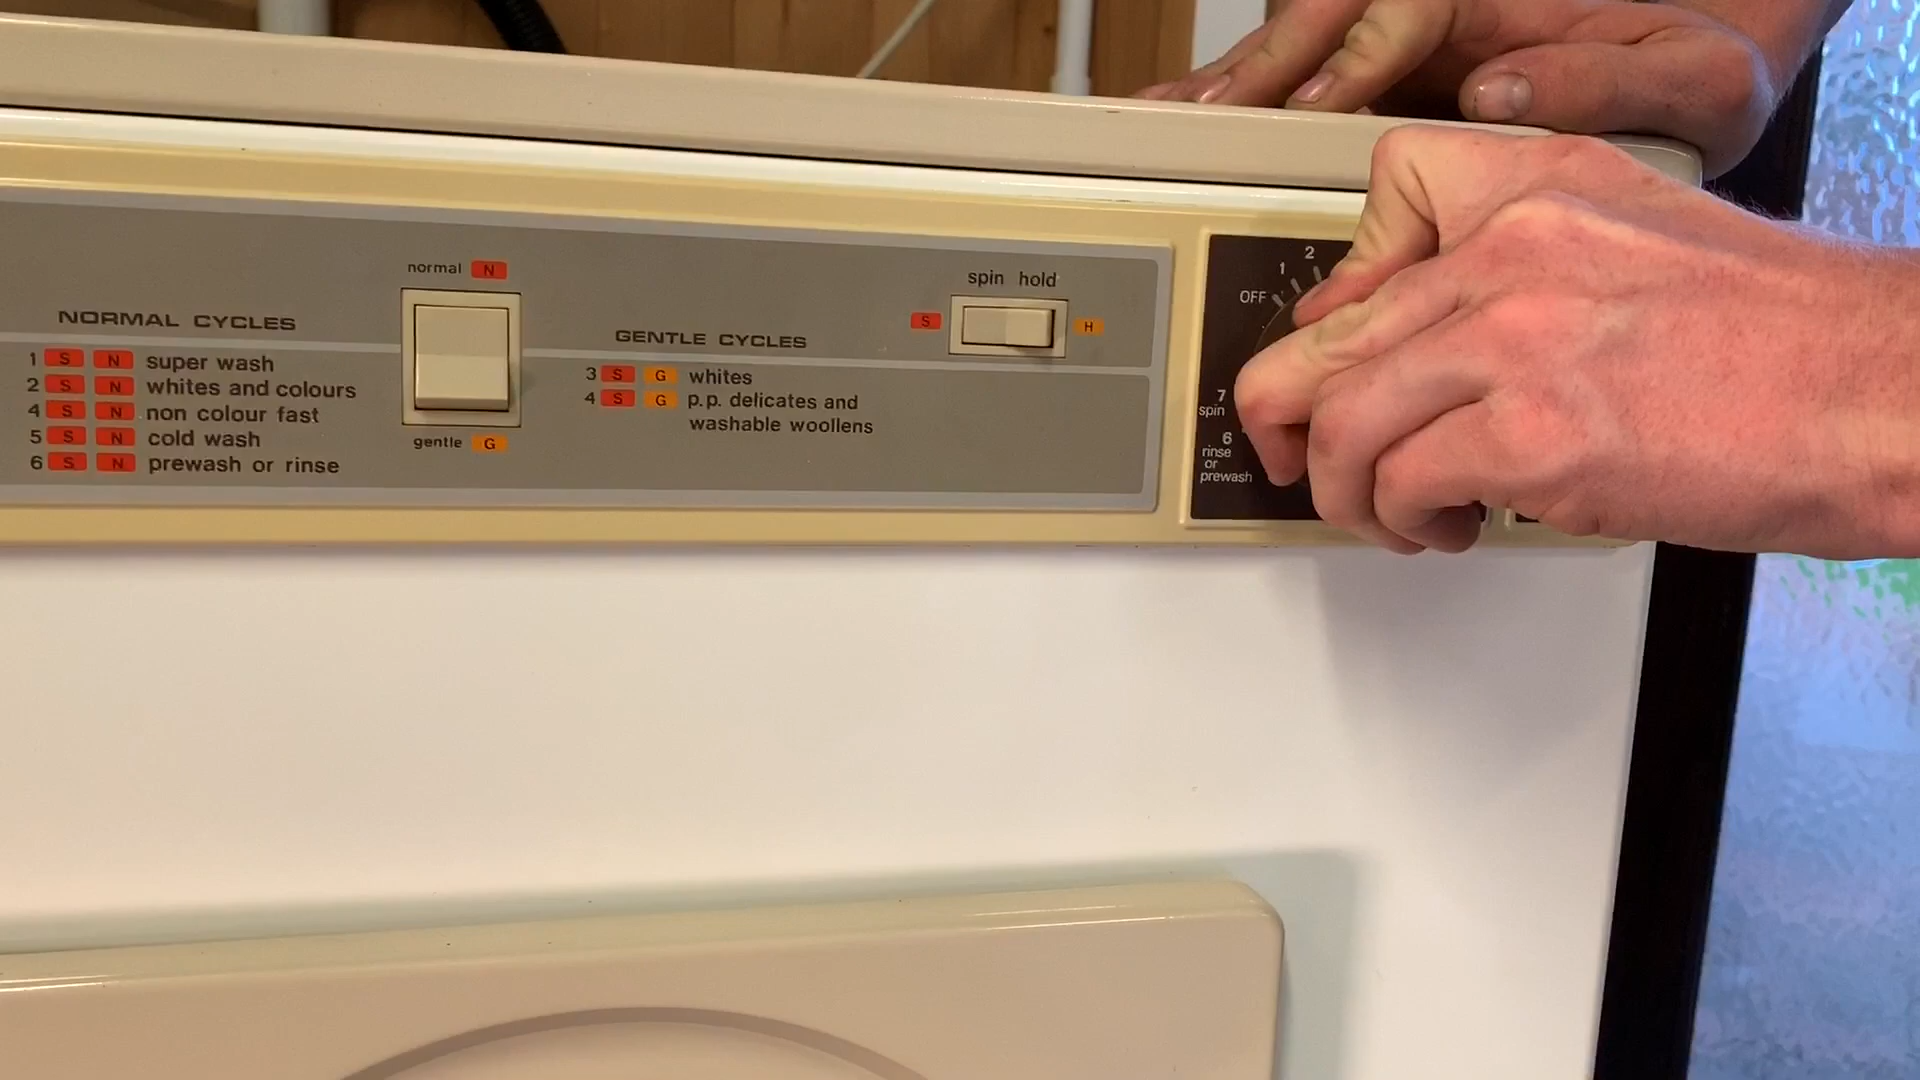 NORMAL CYCLES
1 S N super wash
2 S N whites and colours
4 S N non colour fast
5 S N cold wash
6 S N prewash or rinse
normal N
gentle G
GENTLE CYCLES
3 S G whites
4 S G p.p. delicates and
washable woollens
spin hold
S H
2
1
OFF
7
spin
6
rinse
or
prewash